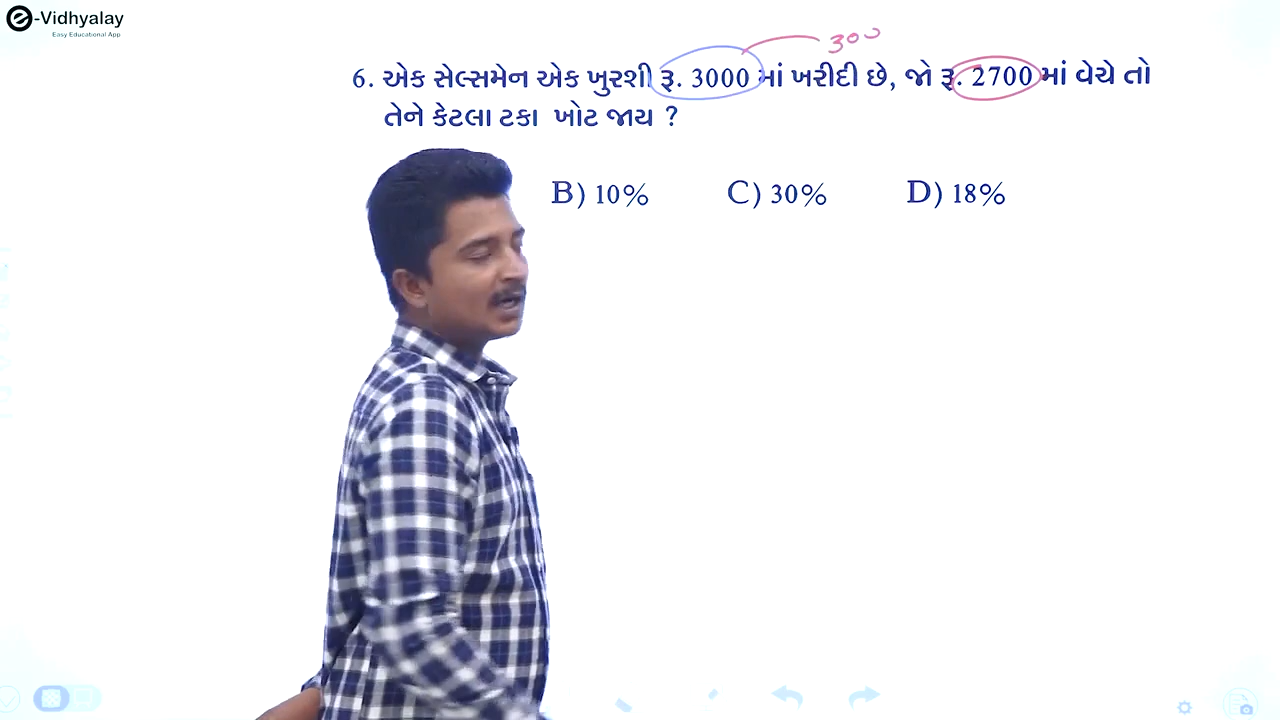 e-Vidhyalay
Easy Educational App
300
6. એક સેલ્સમેન એક ખુરશી રૂ. 3000 માં ખરીદી છે, જો રૂ. 2700 માં વેચે તો
તેને કેટલા ટકા ખોટ જાય ?
B) 10% C) 30% D) 18%